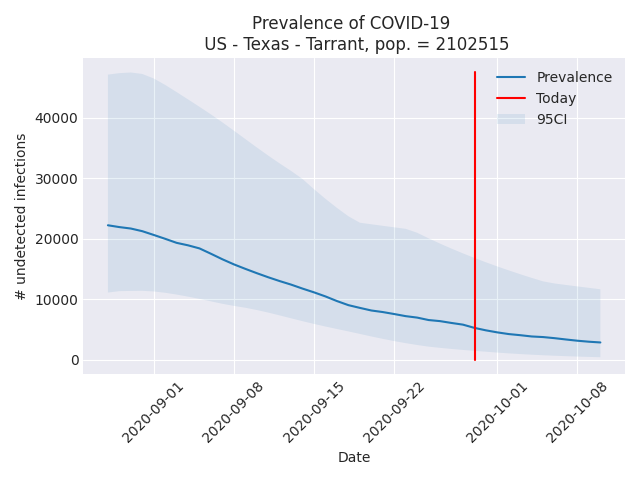 Prevalence of COVID-19
US - Texas - Tarrant, pop. = 2102515
Prevalence
Today
95CI
40000
30000
20000
10000
0
# undetected infections
2020-09-01
2020-09-08
2020-09-15
2020-09-22
2020-10-01
2020-10-08
Date